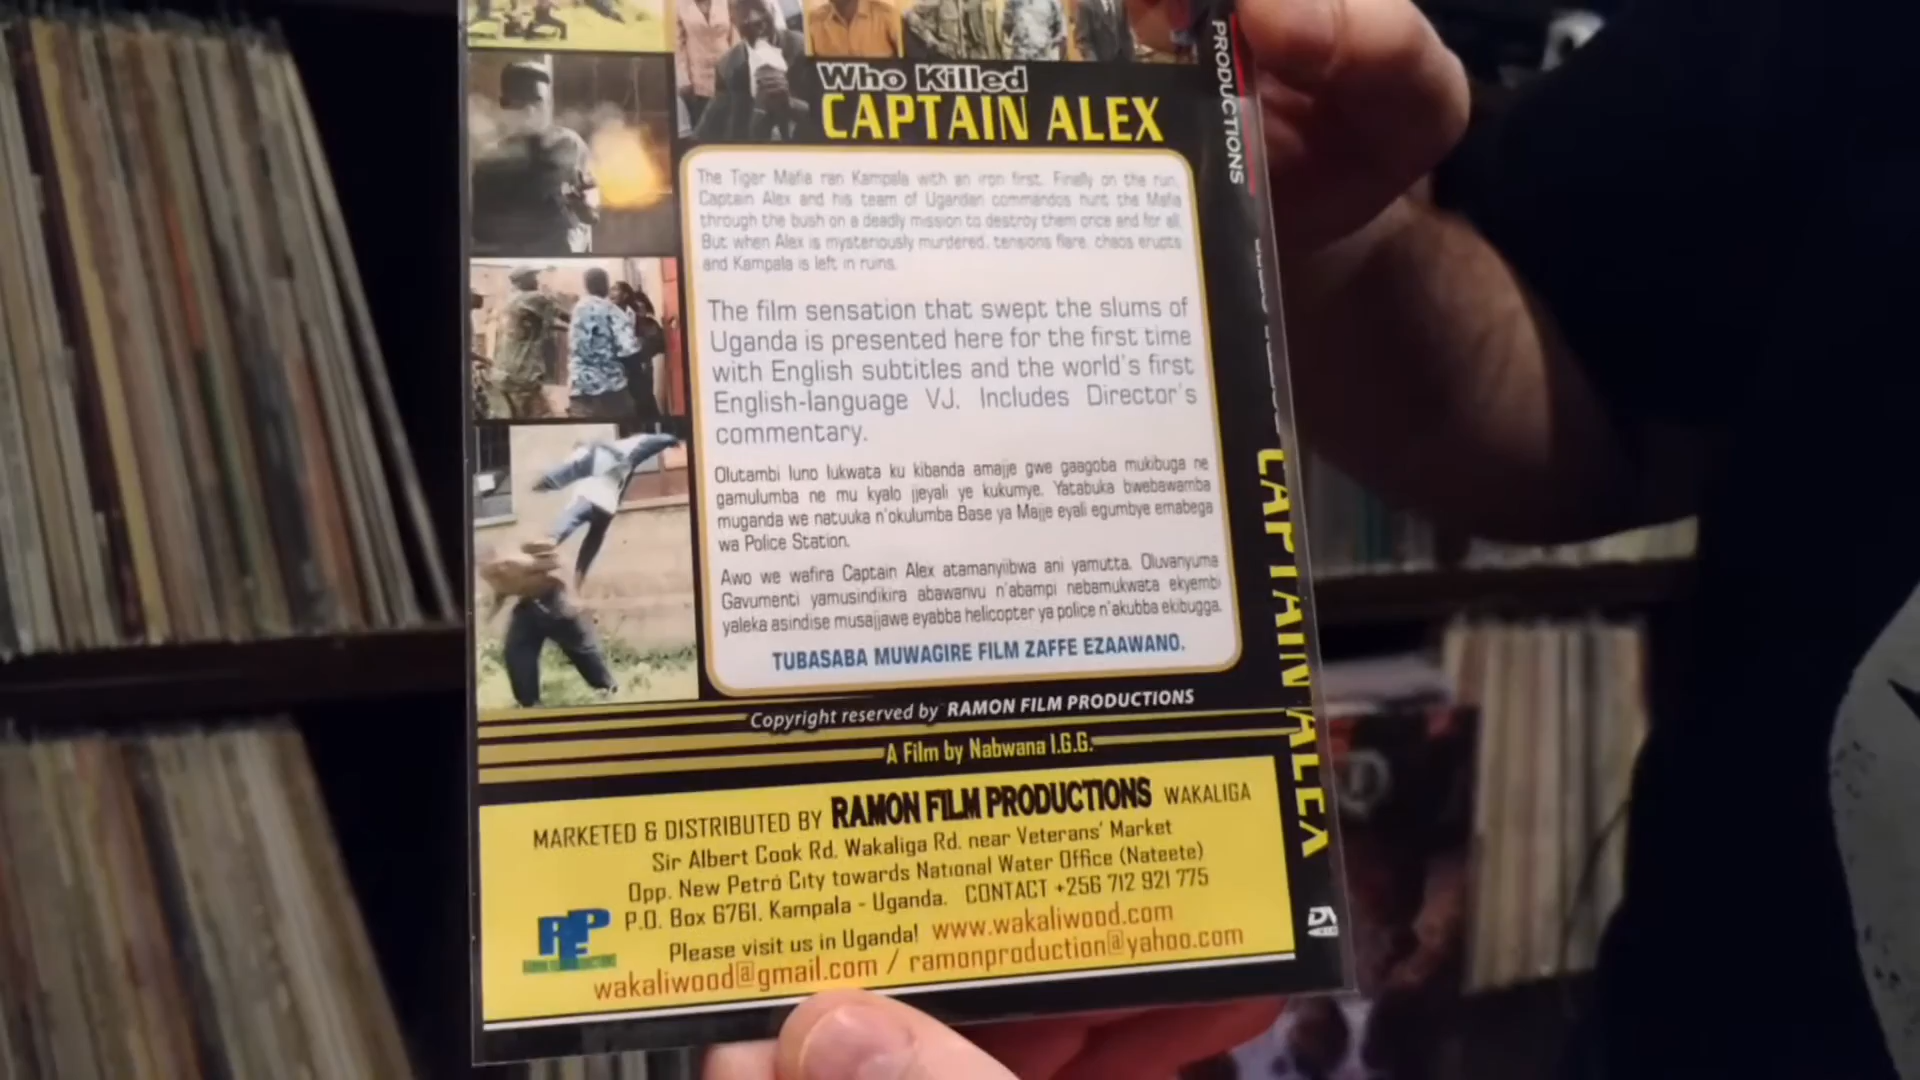 Who Killed
CAPTAIN ALEX
The Tiger Mafia ran Kampala with an iron first. Finally on the run,
Captain Alex and his team of Ugandan commandos hunt the Mafia
through the bush on a deadly mission to destroy them once and for all.
But when Alex is mysteriously murdered, tensions flare, chaos erupts
and Kampala is left in ruins.
The film sensation that swept the slums of
Uganda is presented here for the first time
with English subtitles and the world's first
English-language VJ. Includes Director's
commentary.
Olutambi luno lukwata ku kibanda amajje gwe gaagoba mukibuga ne
gamulumba ne mu kyalo jjeyali ye kukumye. Yatabuka bwebawamba
muganda we natuuka n'okulumba Base ya Majje eyali egumbye emabega
wa Police Station.
Awo we wafira Captain Alex atamanyiibwa ani yamutta. Oluvanyuma
Gavumenti yamusindikira abawanvu n'abampi nebamukwata ekyembi
yaleka asindise musajjawe eyabba helicopter ya police n'akubba ekibugga.
TUBASABA MUWAGIRE FILM ZAFFE EZAAWANO.
Copyright reserved by RAMON FILM PRODUCTIONS
A Film by Nabwana I.G.G.
MARKETED & DISTRIBUTED BY RAMON FILM PRODUCTIONS WAKALIGA
Sir Albert Cook Rd. Wakaliga Rd. near Veterans' Market
Opp. New Petro City towards National Water Office (Nateete)
P.O. Box 6761, Kampala - Uganda. CONTACT +256 712 921 775
Please visit us in Uganda! www.wakaliwood.com
wakaliwood@gmail.com / ramonproduction@yahoo.com
RFP
PRODUCTIONS
CAPTAIN ALEX